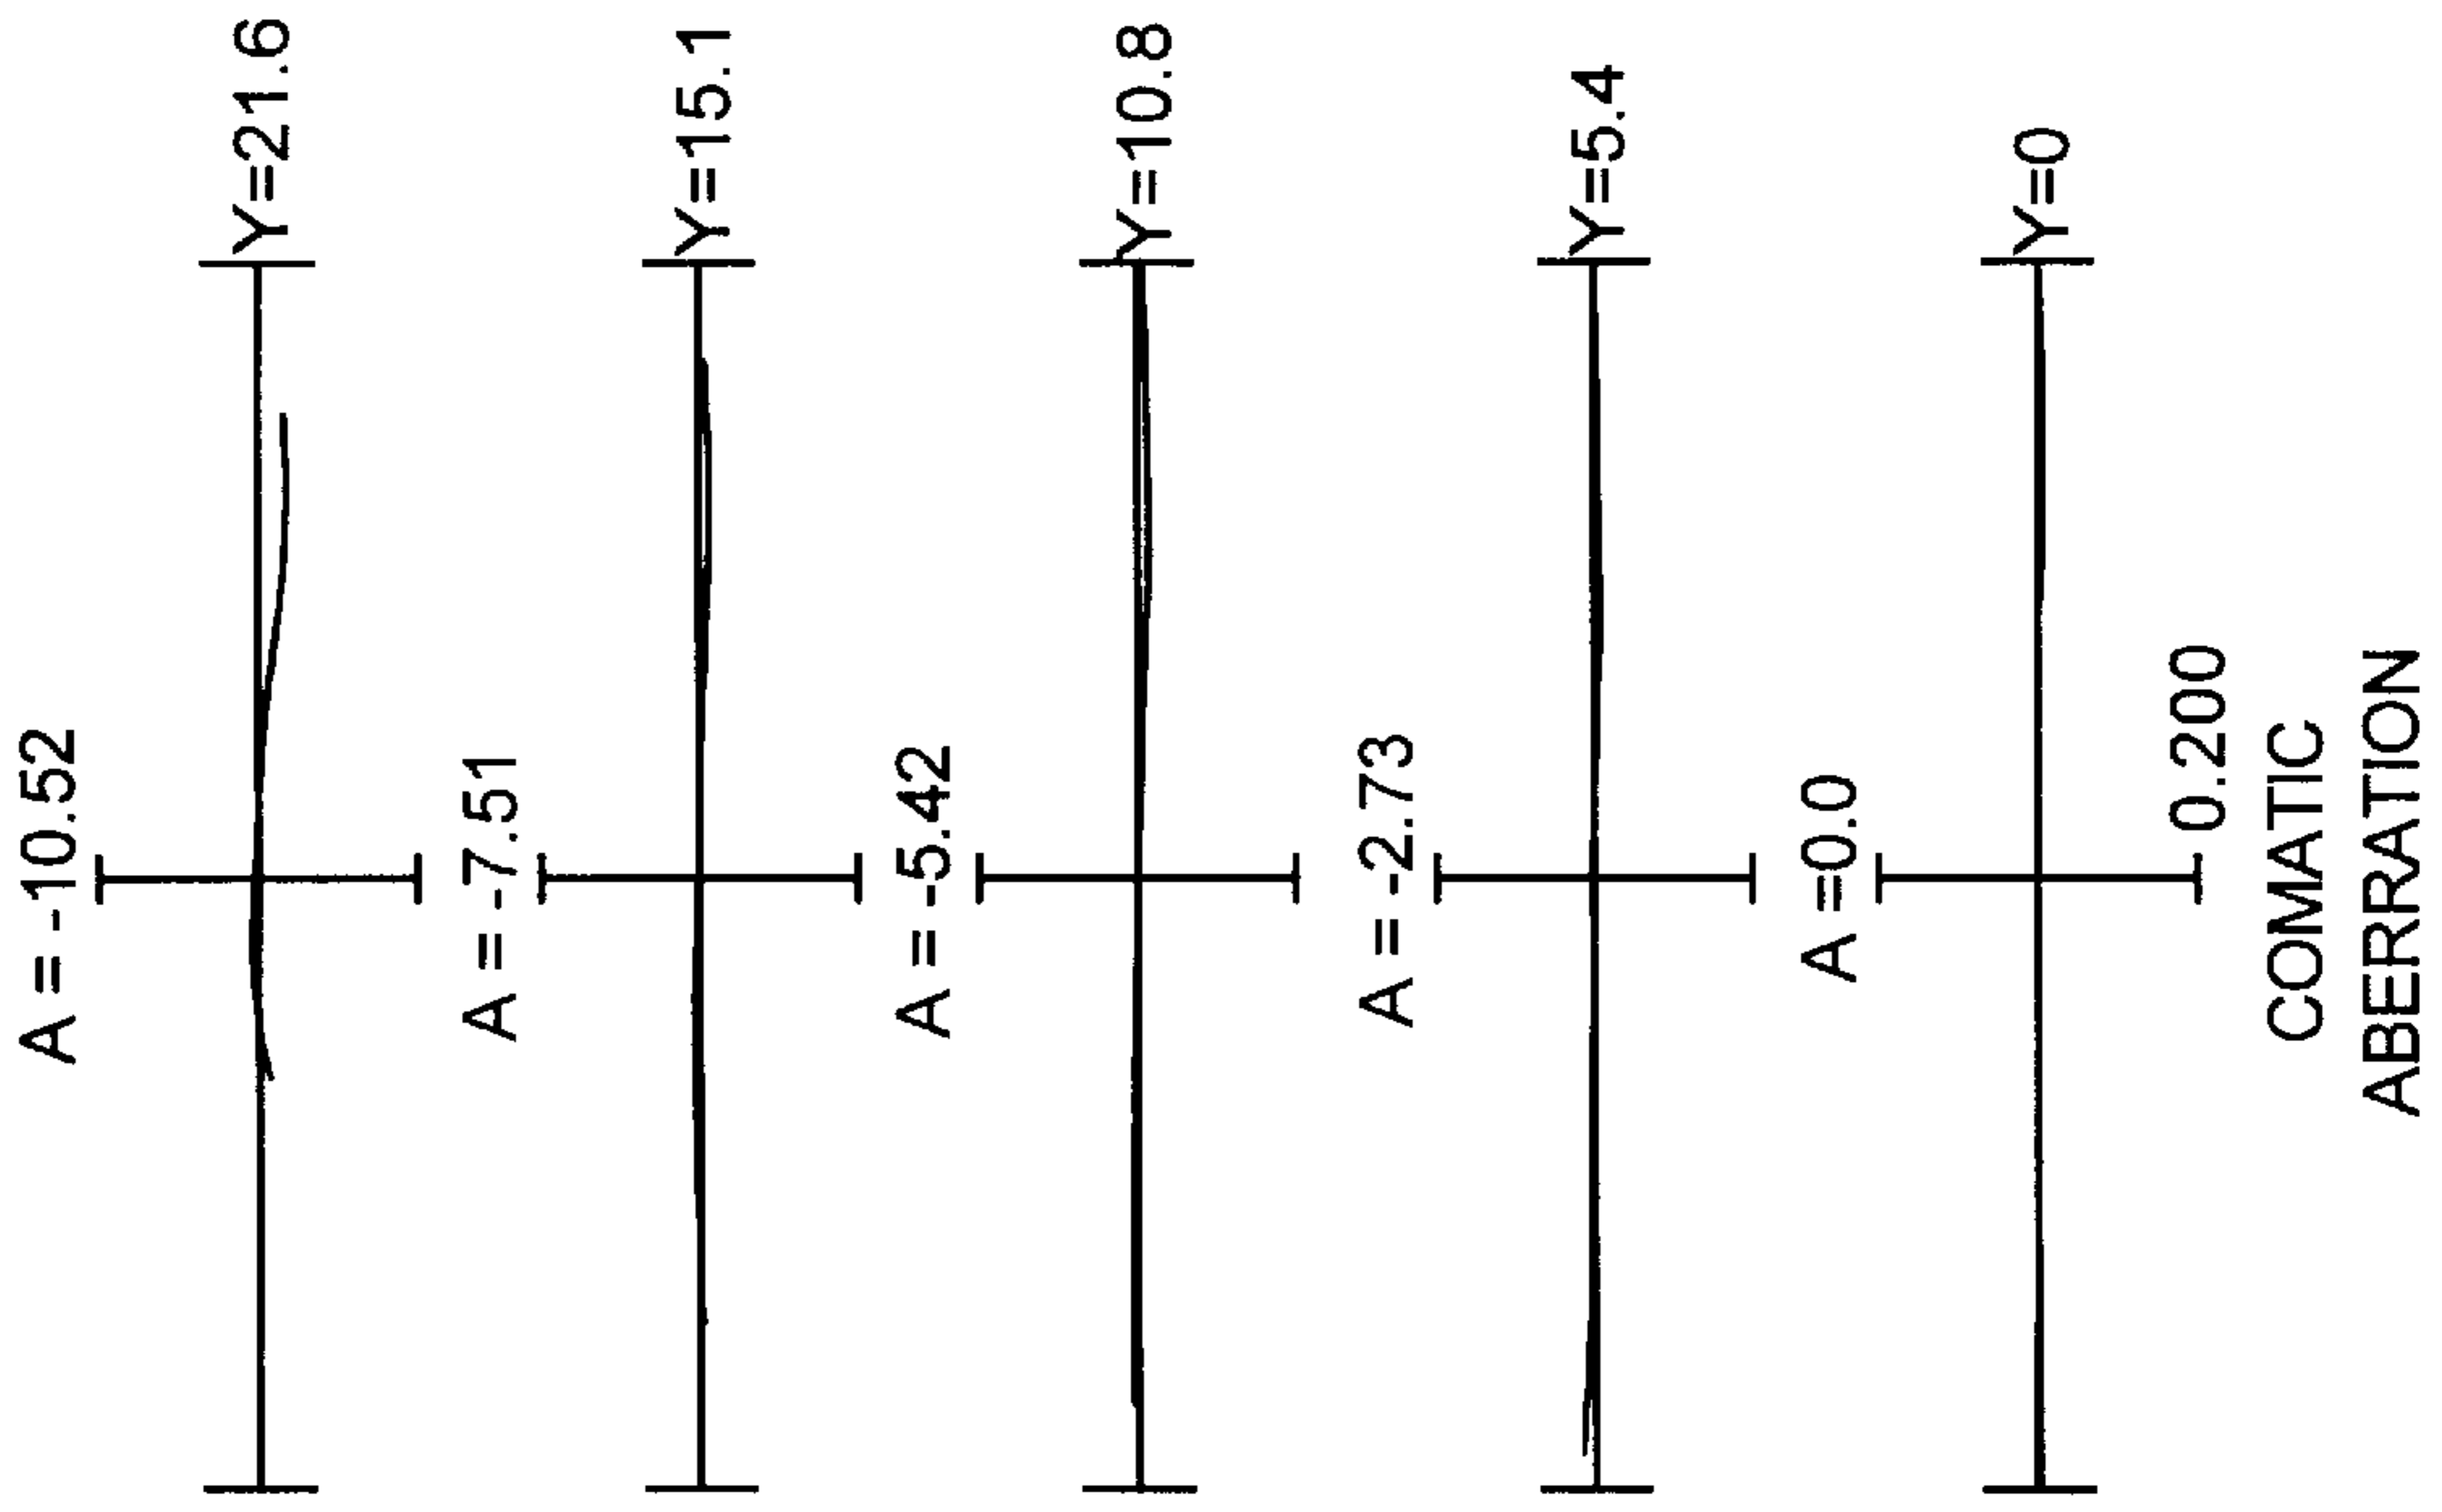 A = -10.52
Y=21.6
A = -7.51
Y=15.1
A = -5.42
Y=10.8
A = -2.73
Y=5.4
A =0.0
Y=0
0.200
COMATIC
ABERRATION